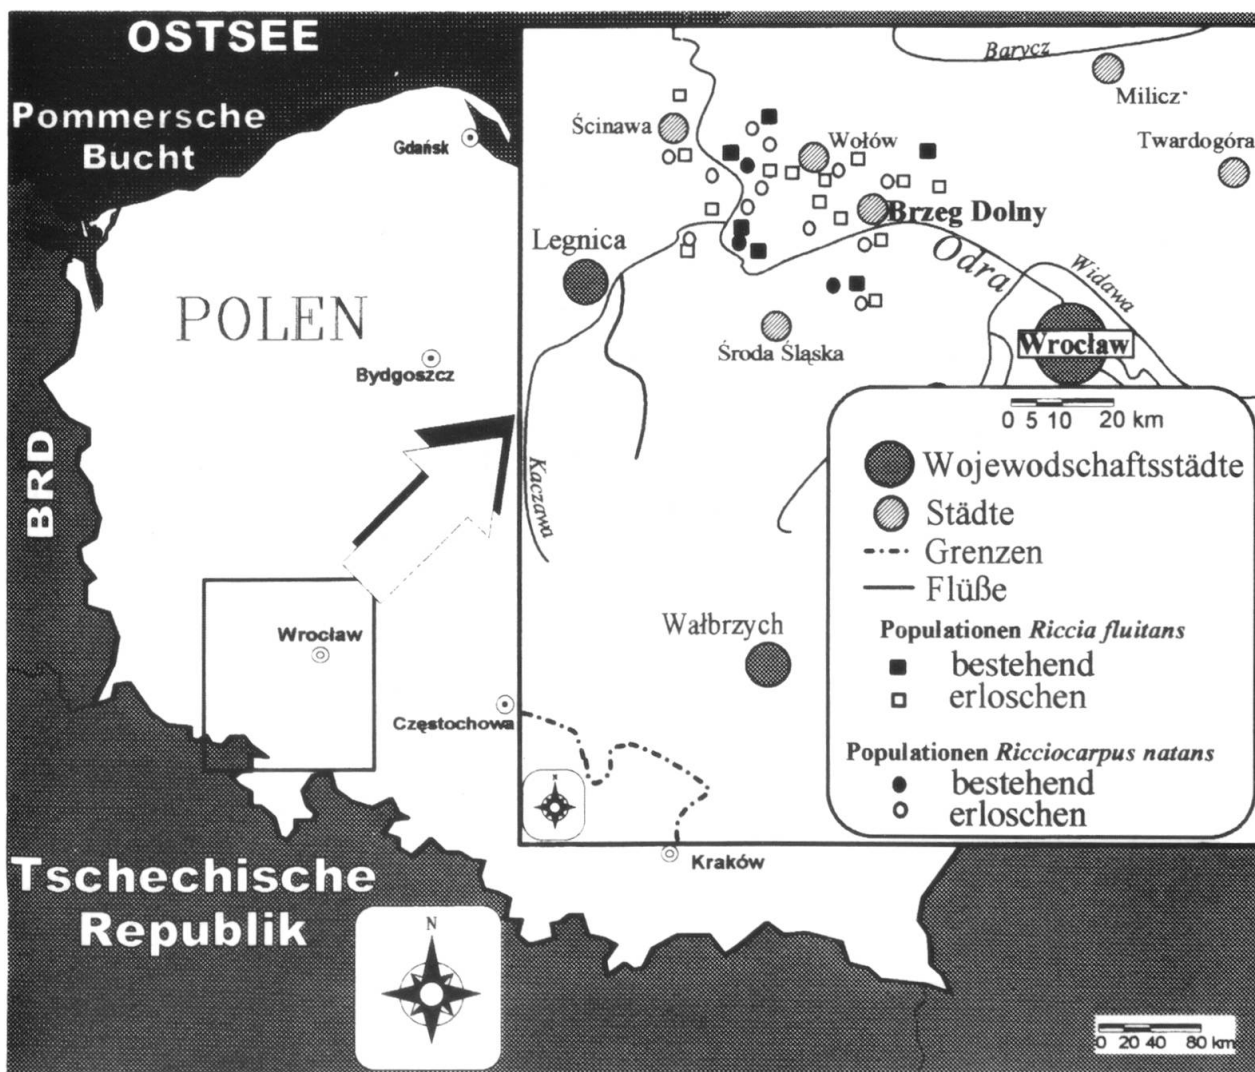 OSTSEE
Pommersche
Bucht
Gdańsk
POLEN
Bydgoszcz
BRD
Wrocław
Częstochowa
Kraków
Tschechische
Republik
N
0 20 40 80 km
Barycz
Milicz
Ścinawa
Wołów
Twardogóra
Brzeg Dolny
Legnica
Odra
Widawa
Wrocław
Środa Śląska
Kaczawa
Wałbrzych
N
0 5 10 20 km
Wojewodschaftsstädte
Städte
Grenzen
Flüße
Populationen Riccia fluitans
bestehend
erloschen
Populationen Ricciocarpus natans
bestehend
erloschen